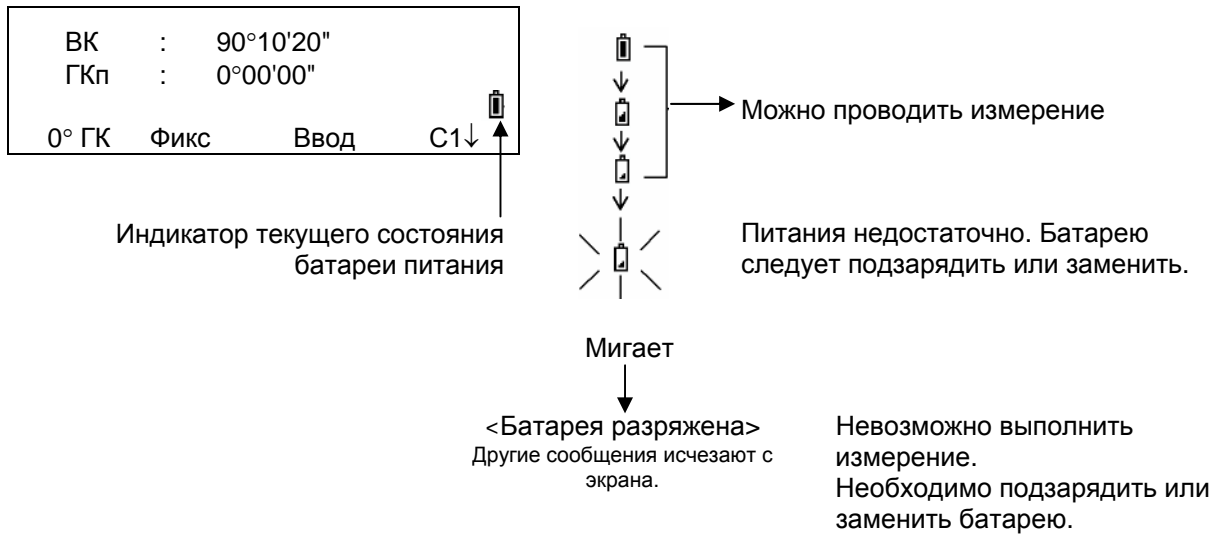 ВК : 90°10'20"
ГКп : 0°00'00"
0° ГК Фикс Ввод С1↓
Можно проводить измерение
Индикатор текущего состояния
батареи питания
Питания недостаточно. Батарею
следует подзарядить или заменить.
Мигает
<Батарея разряжена>
Другие сообщения исчезают с
экрана.
Невозможно выполнить
измерение.
Необходимо подзарядить или
заменить батарею.